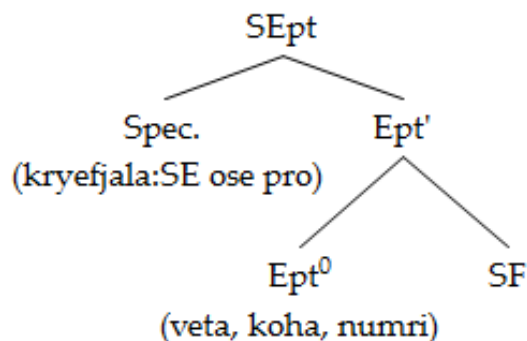 SEpt
Spec. Ept'
(kryefjala:SE ose pro)
Ept⁰ SF
(veta, koha, numri)